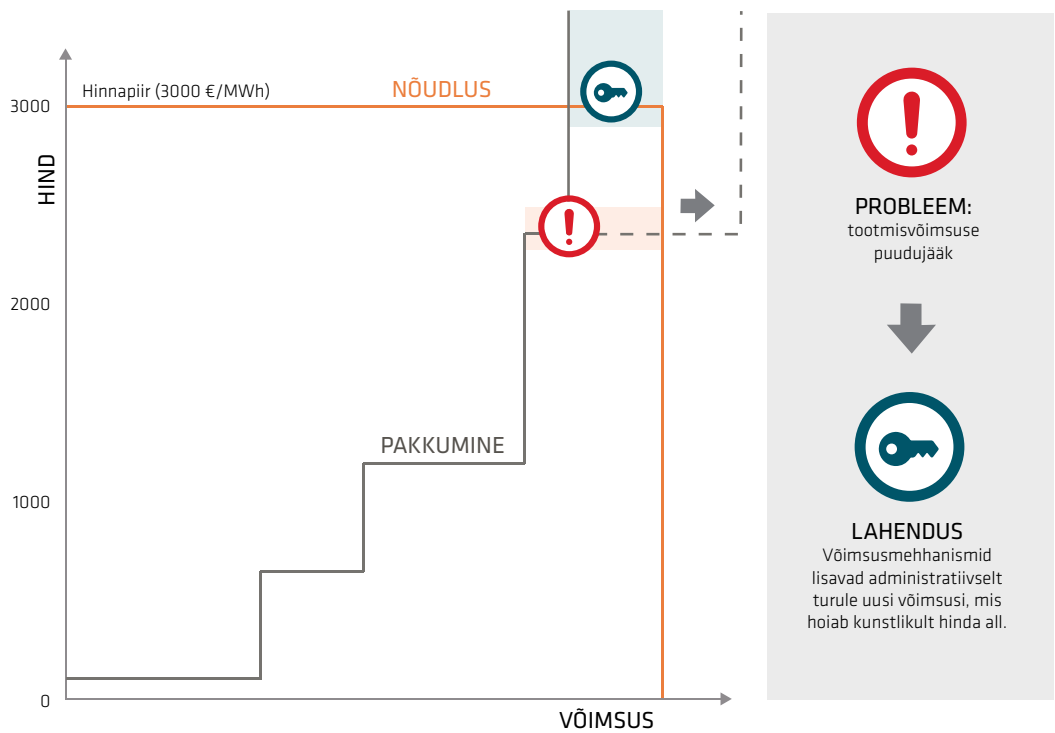 Hinnapiir (3000 €/MWh)
NÕUDLUS
3000
HIND
2000
PAKKUMINE
1000
0
VÕIMSUS
PROBLEEM:
tootmisvõimsuse
puudujääk
LAHENDUS
Võimsusmehhanismid
lisavad administratiivselt
turule uusi võimsusi, mis
hoiab kunstlikult hinda all.